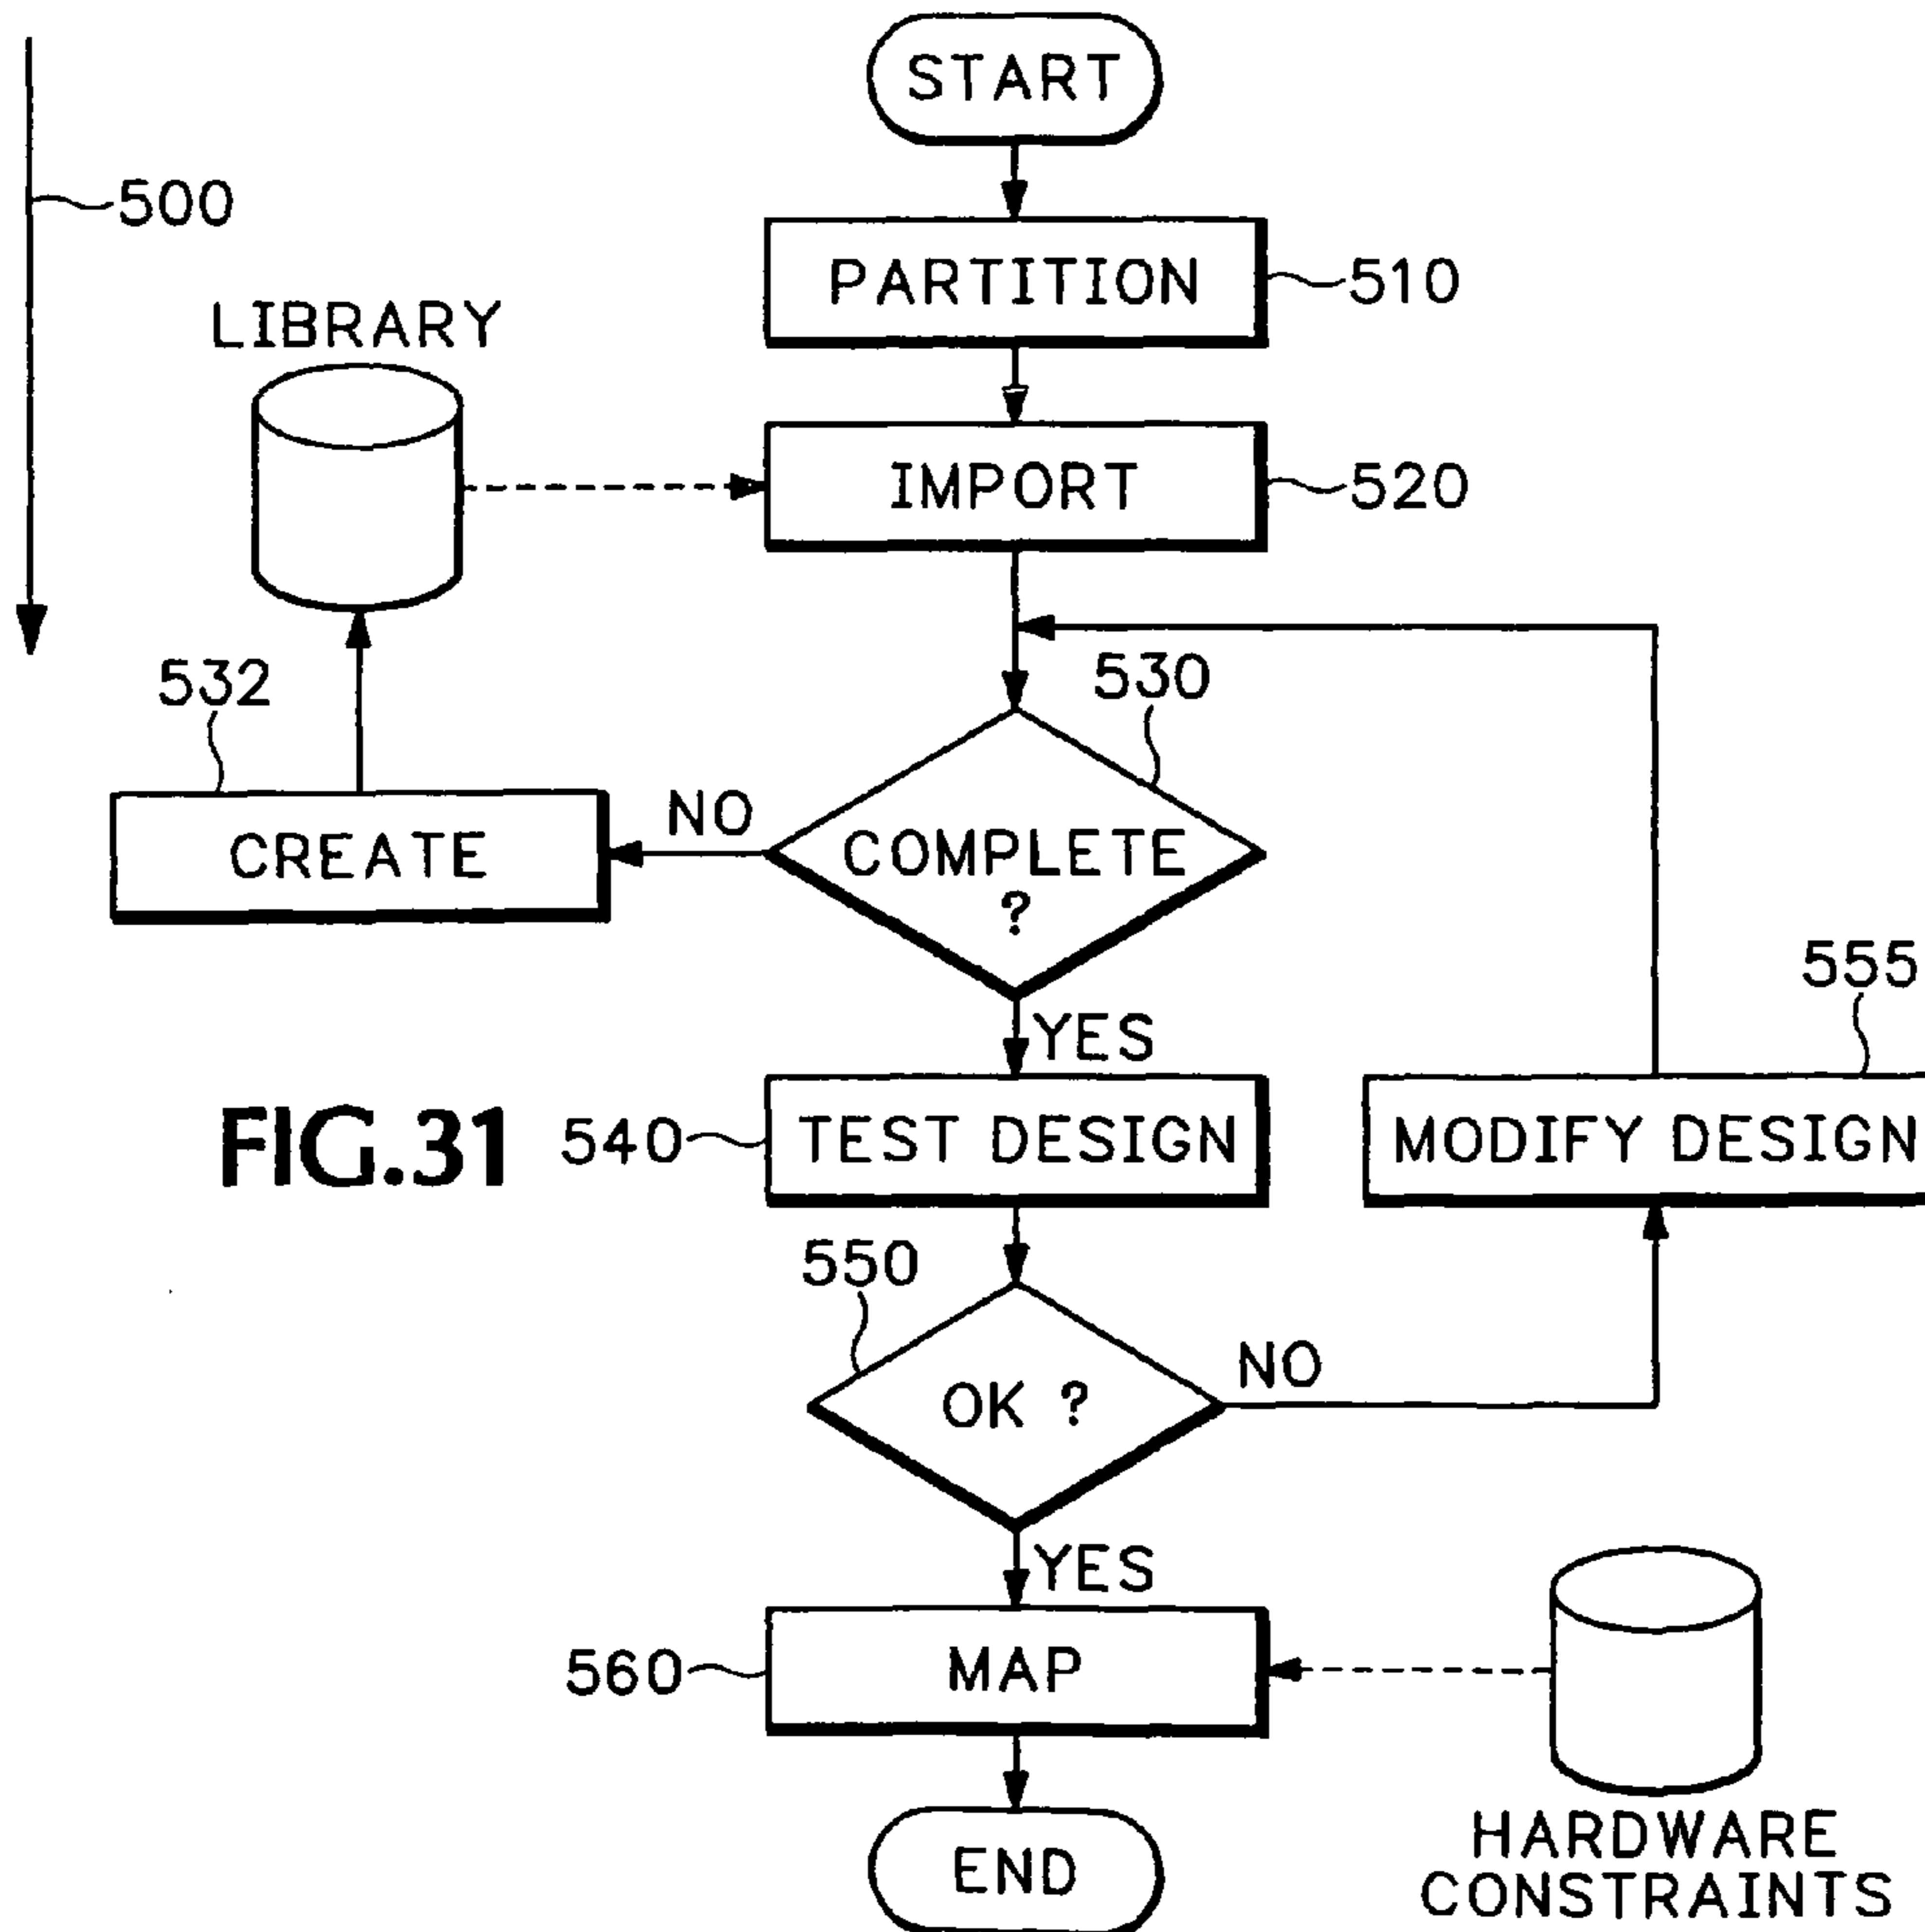 START
500
PARTITION
510
LIBRARY
IMPORT
520
532
530
NO
CREATE
COMPLETE
?
555
YES
FIG.31
540
TEST DESIGN
MODIFY DESIGN
550
NO
OK ?
YES
560
MAP
HARDWARE
CONSTRAINTS
END